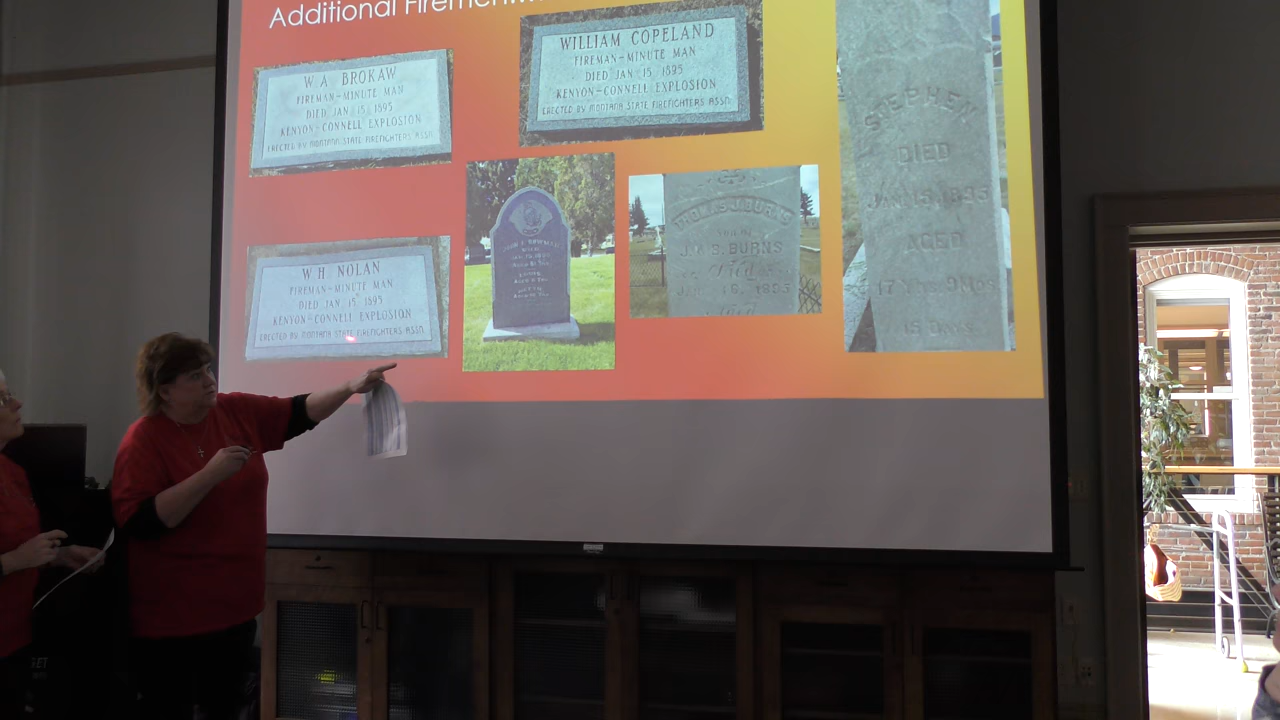 Additional Firemen
W.A. BROKAW
FIREMAN-MINUTE MAN
DIED JAN 15 1895
KENYON-CONNELL EXPLOSION
ERECTED BY MONTANA STATE FIREFIGHTERS ASSN.
WILLIAM COPELAND
FIREMAN-MINUTE MAN
DIED JAN. 15, 1895
KENYON-CONNELL EXPLOSION
ERECTED BY MONTANA STATE FIREFIGHTERS ASSN.
W.H. NOLAN
FIREMAN-MINUTE MAN
DIED JAN. 15, 1895
KENYON-CONNELL EXPLOSION
ERECTED BY MONTANA STATE FIREFIGHTERS ASSN.
THOMAS J. BURNS
SON OF
J. & B. BURNS
Died
JAN. 16, 1895
DIED
JAN. 15, 1895
AGED
17 Yrs. 9 Mos.
15 DAYS